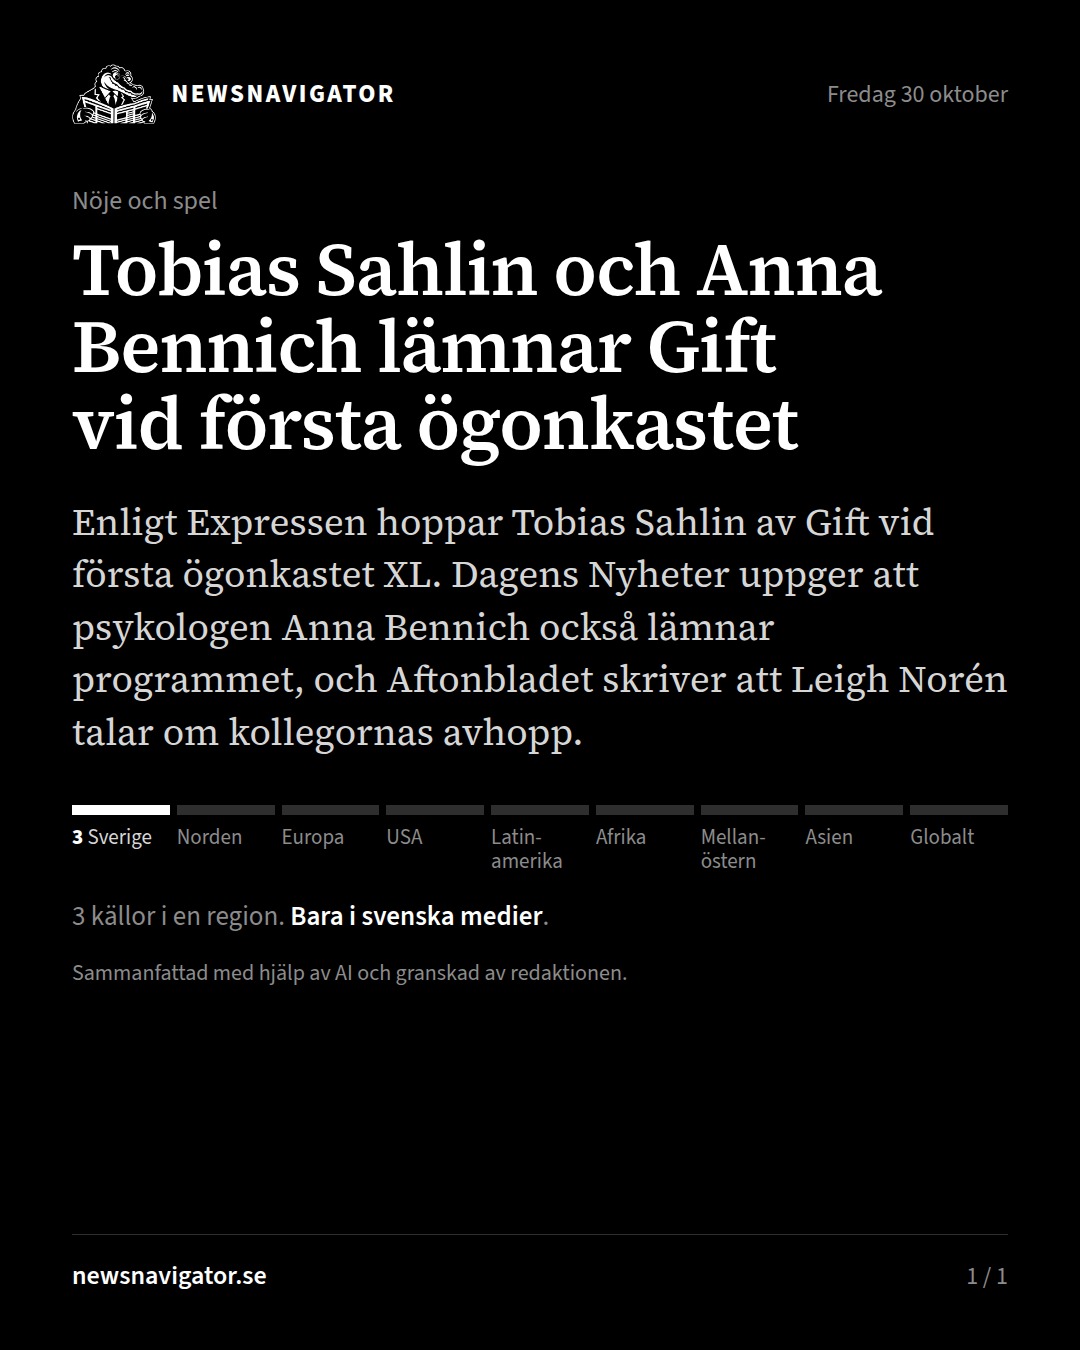 NEWSNAVIGATOR
Fredag 30 oktober
Nöje och spel
Tobias Sahlin och Anna
Bennich lämnar Gift
vid första ögonkastet
Enligt Expressen hoppar Tobias Sahlin av Gift vid
första ögonkastet XL. Dagens Nyheter uppger att
psykologen Anna Bennich också lämnar
programmet, och Aftonbladet skriver att Leigh Norén
talar om kollegornas avhopp.
3 Sverige
Norden
Europa
USA
Latin-
amerika
Afrika
Mellan-
östern
Asien
Globalt
3 källor i en region. Bara i svenska medier.
Sammanfattad med hjälp av AI och granskad av redaktionen.
newsnavigator.se
1 / 1